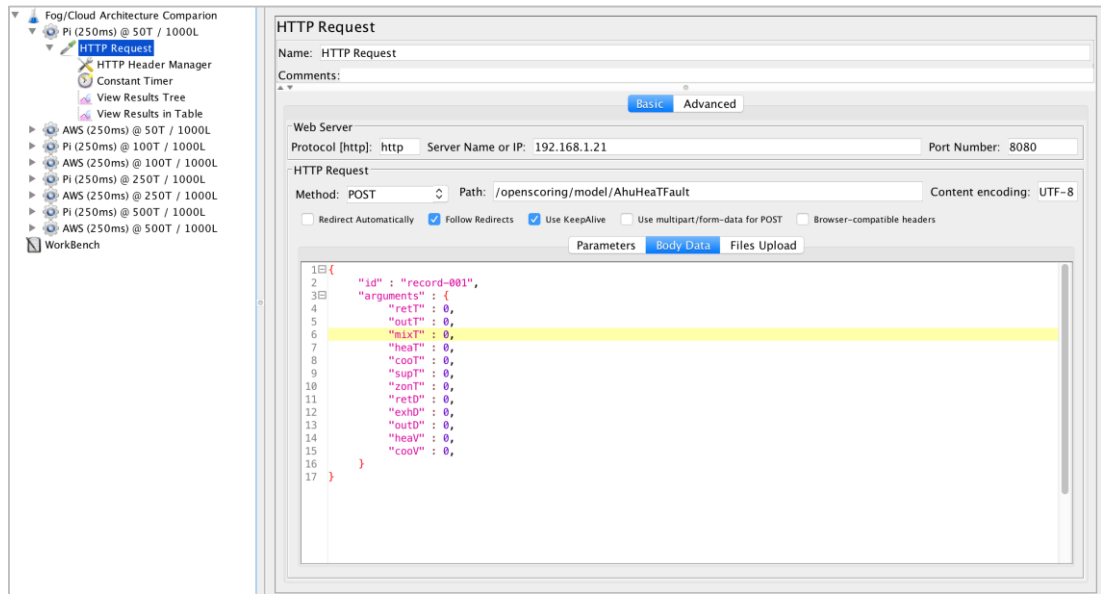 Fog/Cloud Architecture Comparion
Pi (250ms) @ 50T / 1000L
HTTP Request
HTTP Header Manager
Constant Timer
View Results Tree
View Results in Table
AWS (250ms) @ 50T / 1000L
Pi (250ms) @ 100T / 1000L
AWS (250ms) @ 100T / 1000L
Pi (250ms) @ 250T / 1000L
AWS (250ms) @ 250T / 1000L
Pi (250ms) @ 500T / 1000L
AWS (250ms) @ 500T / 1000L
WorkBench
HTTP Request
Name: HTTP Request
Comments:
Basic Advanced
Web Server
Protocol [http]: http Server Name or IP: 192.168.1.21 Port Number: 8080
HTTP Request
Method: POST Path: /openscoring/model/AhuHeaTFault Content encoding: UTF-8
Redirect Automatically Follow Redirects Use KeepAlive Use multipart/form-data for POST Browser-compatible headers
Parameters Body Data Files Upload
1 {
2 "id" : "record-001",
3 "arguments" : {
4 "retT" : 0,
5 "outT" : 0,
6 "mixT" : 0,
7 "heaT" : 0,
8 "cooT" : 0,
9 "supT" : 0,
10 "zonT" : 0,
11 "retD" : 0,
12 "exhD" : 0,
13 "outD" : 0,
14 "heaV" : 0,
15 "cooV" : 0,
16 }
17 }